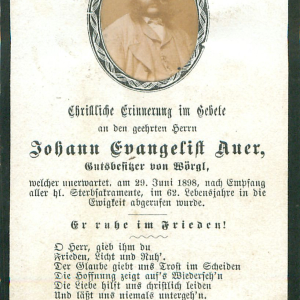 Christliche Erinnerung im Gebete
an den geehrten Herrn
Johann Evangelist Auer,
Gutsbesitzer von Wörgl,
welcher unerwartet, am 29. Juni 1898, nach Empfang
aller hl. Sterbsakramente, im 62. Lebensjahre in die
Ewigkeit abgerufen wurde.
Er ruhe im Frieden!
O Herr, gieb ihm du
Frieden, Licht und Ruh'.
Der Glaube giebt uns Trost im Scheiden
Die Hoffnung zeigt auf's Wiederseh'n
Die Liebe hilft uns christlich leiden
Und läßt uns niemals untergeh'n.